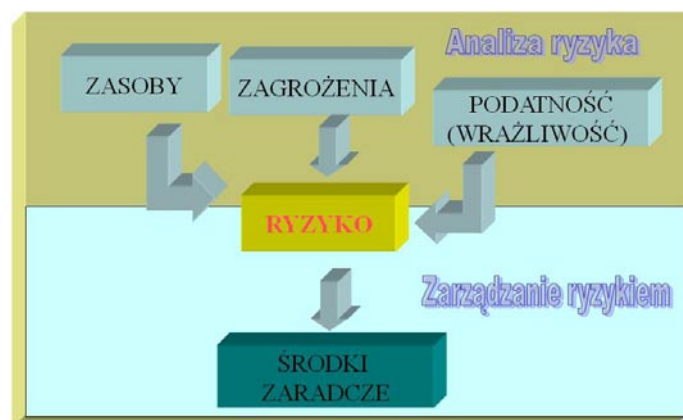 Analiza ryzyka
ZASOBY
ZAGROŻENIA
PODATNOŚĆ
(WRAŻLIWOŚĆ)
RYZYKO
Zarządzanie ryzykiem
ŚRODKI
ZARADCZE